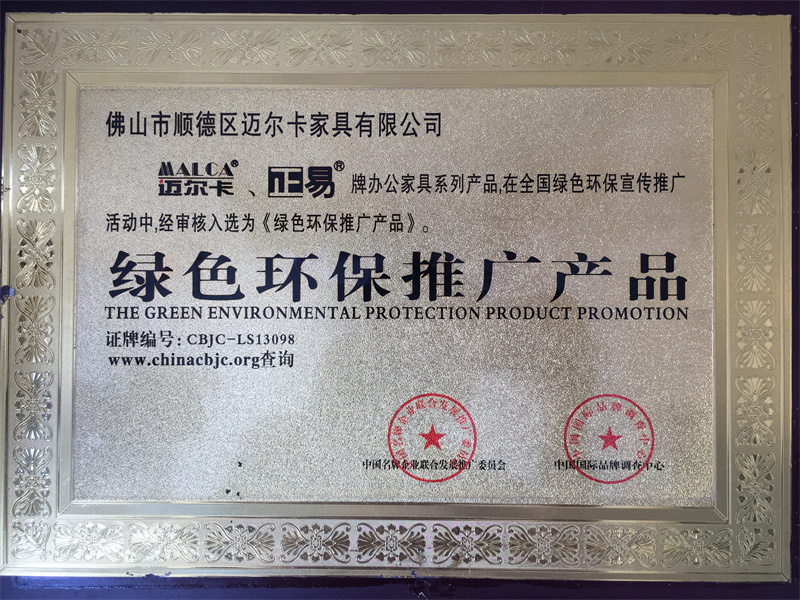 佛山市顺德区迈尔卡家具有限公司
MALCA® 迈尔卡、正易® 牌办公家具系列产品,在全国绿色环保宣传推广
活动中,经审核入选为《绿色环保推广产品》。
绿色环保推广产品
THE GREEN ENVIRONMENTAL PROTECTION PRODUCT PROMOTION
证牌编号: CBJC-LS13098
www.chinacbjc.org查询
中国名牌企业联合发展推广委员会 中国国际品牌调查中心